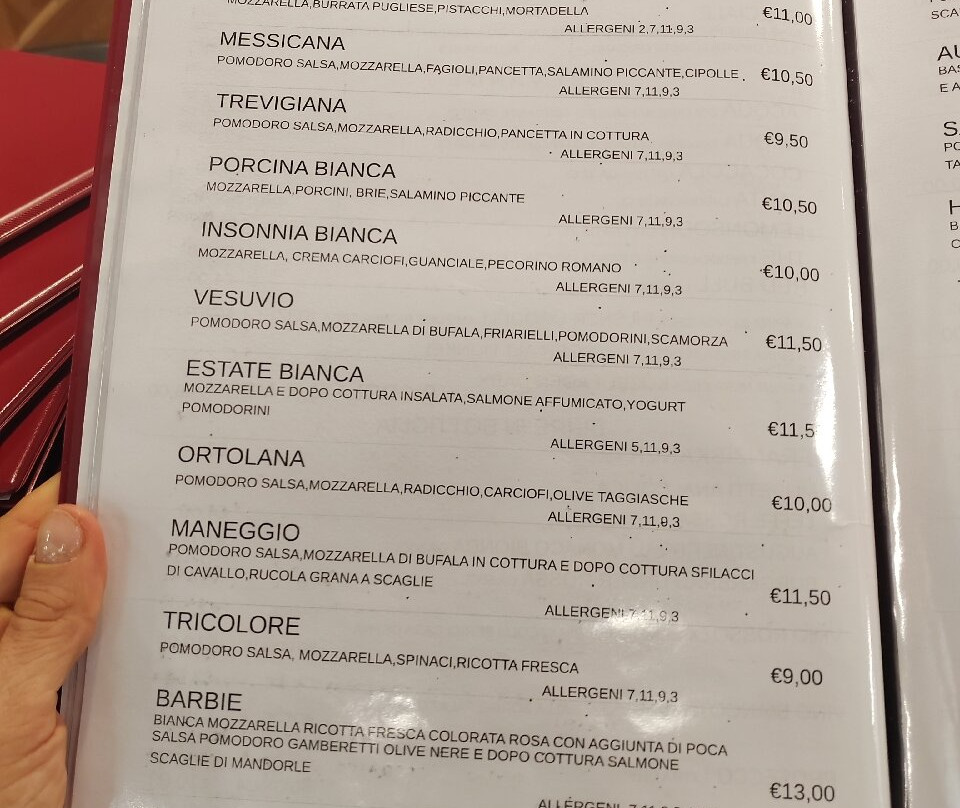 MOZZARELLA,BURRATA PUGLIESE,PISTACCHI,MORTADELLA
€11,00
ALLERGENI 2,7,11,9,3
MESSICANA
POMODORO SALSA,MOZZARELLA,FAGIOLI,PANCETTA,SALAMINO PICCANTE,CIPOLLE
€10,50
ALLERGENI 7,11,9,3
TREVIGIANA
POMODORO SALSA,MOZZARELLA,RADICCHIO,PANCETTA IN COTTURA
€9,50
ALLERGENI 7,11,9,3
PORCINA BIANCA
MOZZARELLA,PORCINI, BRIE,SALAMINO PICCANTE
€10,50
ALLERGENI 7,11,9,3
INSONNIA BIANCA
MOZZARELLA, CREMA CARCIOFI,GUANCIALE,PECORINO ROMANO
€10,00
ALLERGENI 7,11,9,3
VESUVIO
POMODORO SALSA,MOZZARELLA DI BUFALA,FRIARIELLI,POMODORINI,SCAMORZA
€11,50
ALLERGENI 7,11,9,3
ESTATE BIANCA
MOZZARELLA E DOPO COTTURA INSALATA,SALMONE AFFUMICATO,YOGURT
POMODORINI
€11,5
ALLERGENI 5,11,9,3
ORTOLANA
POMODORO SALSA,MOZZARELLA,RADICCHIO,CARCIOFI,OLIVE TAGGIASCHE
€10,00
ALLERGENI 7,11,9,3
MANEGGIO
POMODORO SALSA,MOZZARELLA DI BUFALA IN COTTURA E DOPO COTTURA SFILACCI
DI CAVALLO,RUCOLA GRANA A SCAGLIE
€11,50
ALLERGENI 7,11,9,3
TRICOLORE
POMODORO SALSA, MOZZARELLA,SPINACI,RICOTTA FRESCA
€9,00
ALLERGENI 7,11,9,3
BARBIE
BIANCA MOZZARELLA RICOTTA FRESCA COLORATA ROSA CON AGGIUNTA DI POCA
SALSA POMODORO GAMBERETTI OLIVE NERE E DOPO COTTURA SALMONE
SCAGLIE DI MANDORLE
€13,00
ALLERGENI